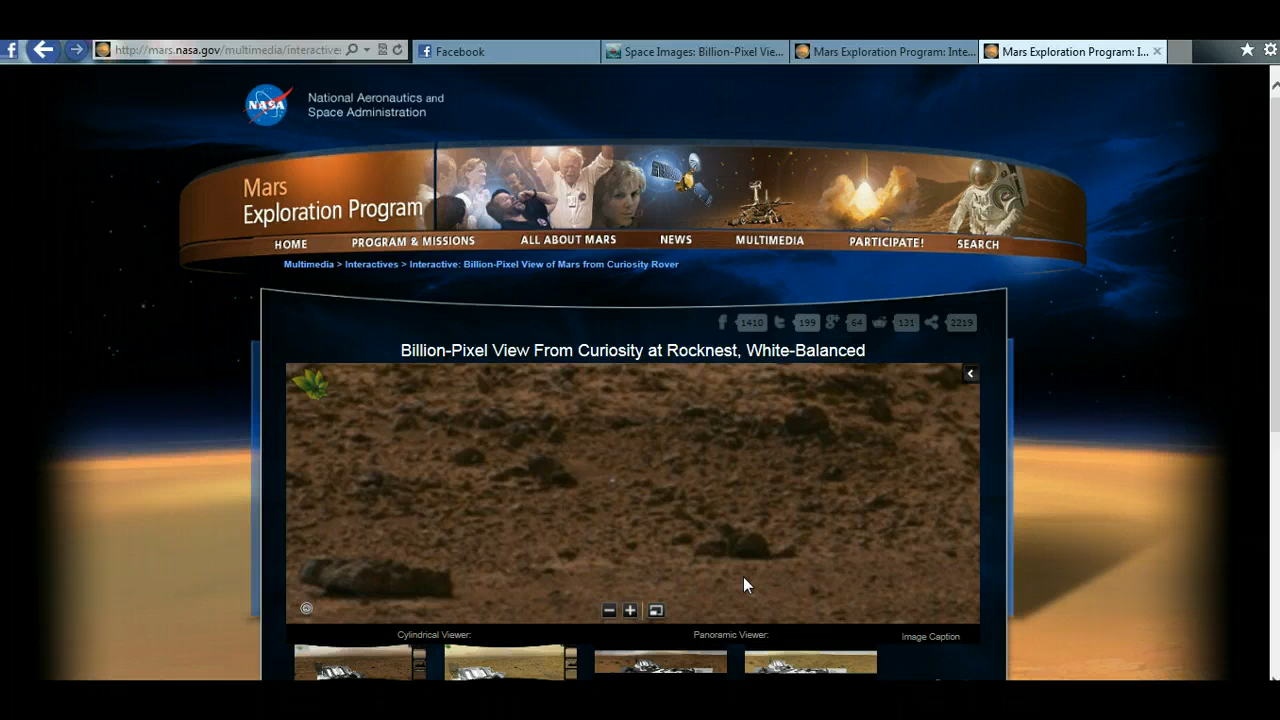 f
http://mars.nasa.gov/multimedia/interactive:
Facebook
Space Images: Billion-Pixel Vie...
Mars Exploration Program: Inte...
Mars Exploration Program: I...
NASA
National Aeronautics and
Space Administration
Mars
Exploration Program
HOME
PROGRAM & MISSIONS
ALL ABOUT MARS
NEWS
MULTIMEDIA
PARTICIPATE!
SEARCH
Multimedia > Interactives > Interactive: Billion-Pixel View of Mars from Curiosity Rover
1410
199
64
131
2219
Billion-Pixel View From Curiosity at Rocknest, White-Balanced
Cylindrical Viewer:
Panoramic Viewer:
Image Caption